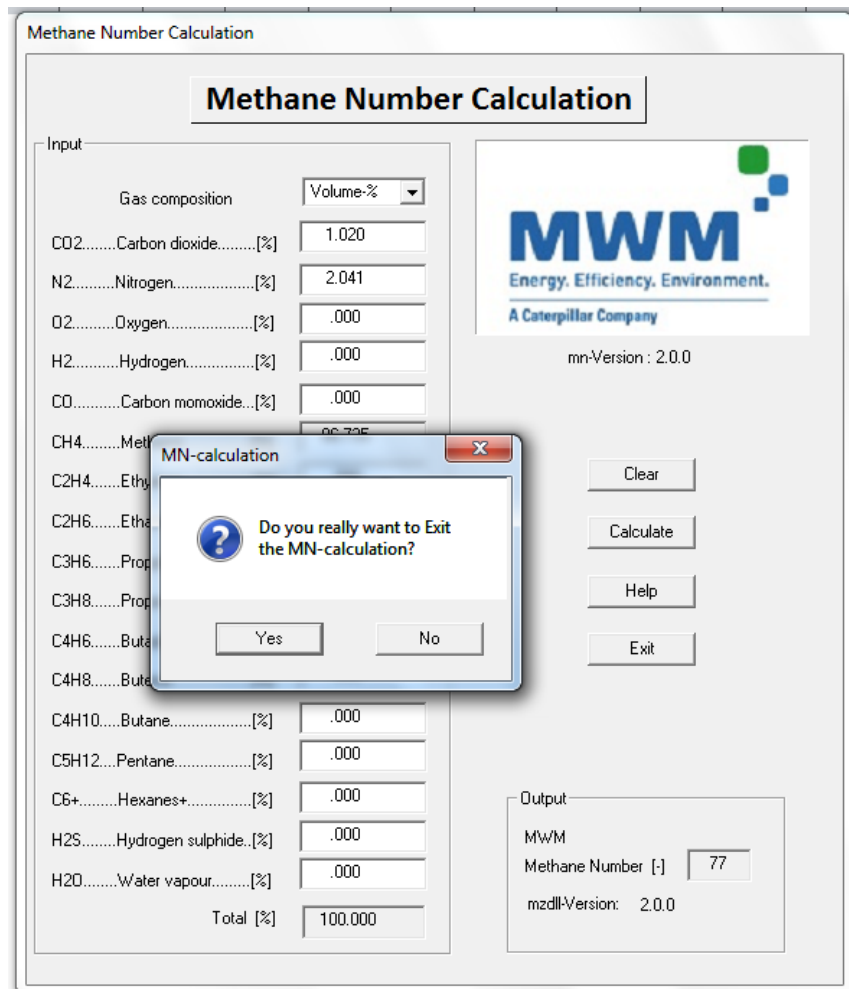 Methane Number Calculation
Methane Number Calculation
Input
Gas composition Volume-%
CO2.......Carbon dioxide........[%] 1.020
N2.........Nitrogen..................[%] 2.041
O2.........Oxygen...................[%] .000
H2..........Hydrogen...............[%] .000
CO..........Carbon momoxide...[%] .000
CH4........
C2H4......
C2H6......
C3H6......
C3H8......
C4H6......
C4H8......
C4H10.....Butane..................[%] .000
C5H12...Pentane.................[%] .000
C6+........Hexanes+..............[%] .000
H2S........Hydrogen sulphide..[%] .000
H2O........Water vapour.........[%] .000
Total [%] 100.000
MN-calculation
x
Do you really want to Exit
the MN-calculation?
Yes No
MWM
Energy. Efficiency. Environment.
A Caterpillar Company
mn-Version : 2.0.0
Clear
Calculate
Help
Exit
Output
MWM
Methane Number [-] 77
mzdll-Version: 2.0.0